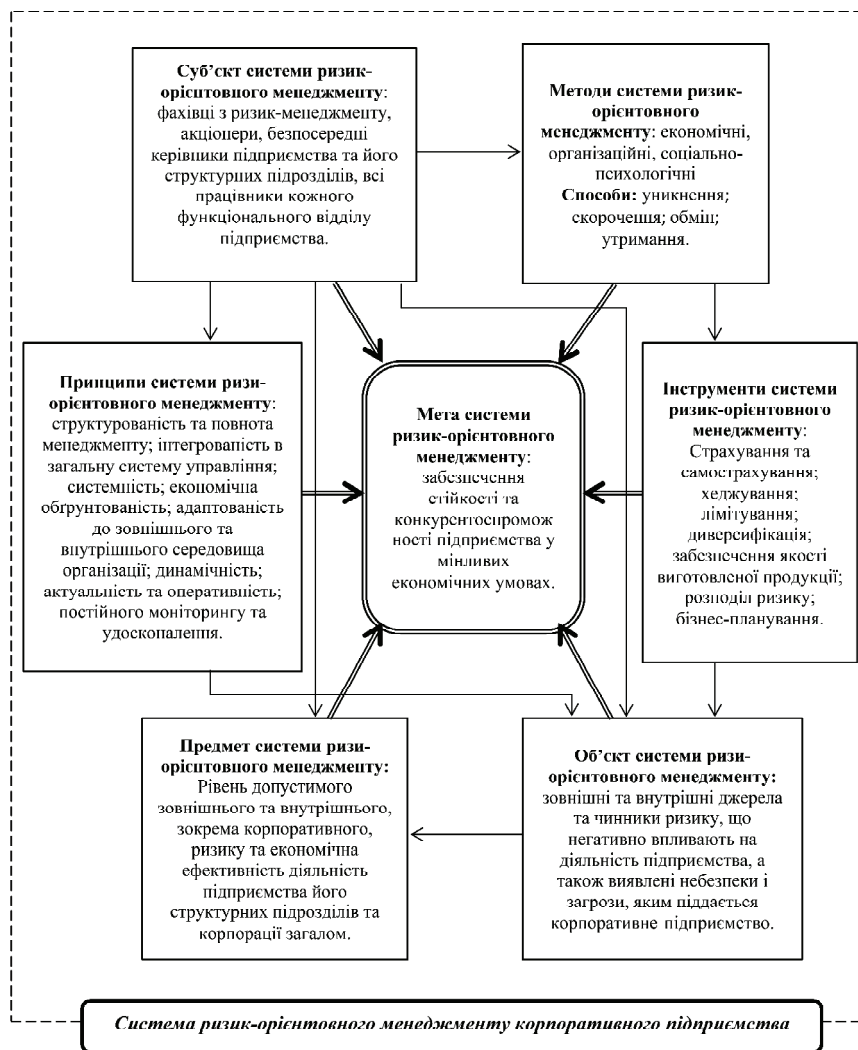 Суб’єкт системи ризик-
орієнтовного менеджменту:
фахівці з ризик-менеджменту,
акціонери, безпосередні
керівники підприємства та його
структурних підрозділів, всі
працівники кожного
функціонального відділу
підприємства.
Методи системи ризик-
орієнтовного
менеджменту: економічні,
організаційні, соціально-
психологічні
Способи: уникнення;
скорочення; обмін;
утримання.
Принципи системи ризи-
орієнтовного менеджменту:
структурованість та повнота
менеджменту; інтегрованість в
загальну систему управління;
системність; економічна
обґрунтованість; адаптованість
до зовнішнього та
внутрішнього середовища
організації; динамічність;
актуальність та оперативність;
постійного моніторингу та
удосконалення.
Мета системи
ризик-орієнтовного
менеджменту:
забезпечення
стійкості та
конкурентоспромож
ності підприємства у
мінливих
економічних умовах.
Інструменти системи
ризик-орієнтовного
менеджменту:
Страхування та
самострахування;
хеджування;
лімітування;
диверсифікація;
забезпечення якості
виготовленої продукції;
розподіл ризику;
бізнес-планування.
Предмет системи ризи-
орієнтовного менеджменту:
Рівень допустимого
зовнішнього та внутрішнього,
зокрема корпоративного,
ризику та економічна
ефективність діяльність
підприємства його
структурних підрозділів та
корпорації загалом.
Об’єкт системи ризи-
орієнтовного менеджменту:
зовнішні та внутрішні джерела
та чинники ризику, що
негативно впливають на
діяльність підприємства, а
також виявлені небезпеки і
загрози, яким піддається
корпоративне підприємство.
Система ризик-орієнтовного менеджменту корпоративного підприємства